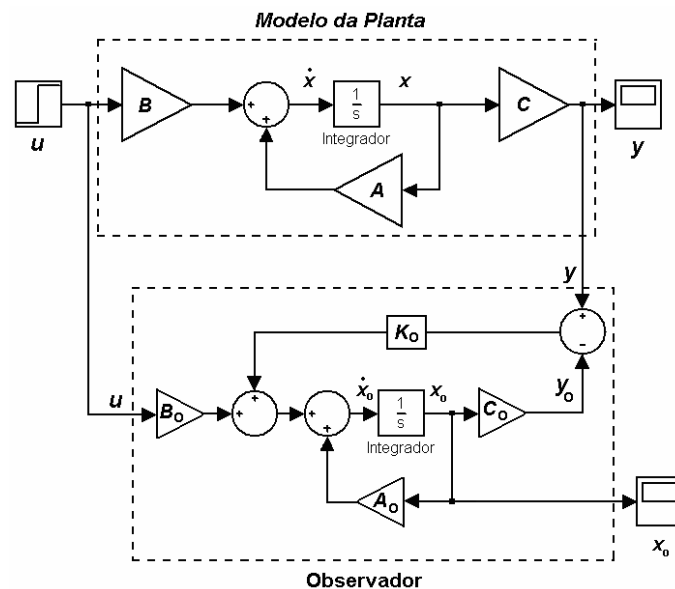 Modelo da Planta
u
B
+
+
ẋ
1
s
Integrador
x
C
A
y
y
+
-
K₀
u
B₀
+
+
+
+
ẋ₀
1
s
Integrador
x₀
C₀
y₀
A₀
x₀
Observador